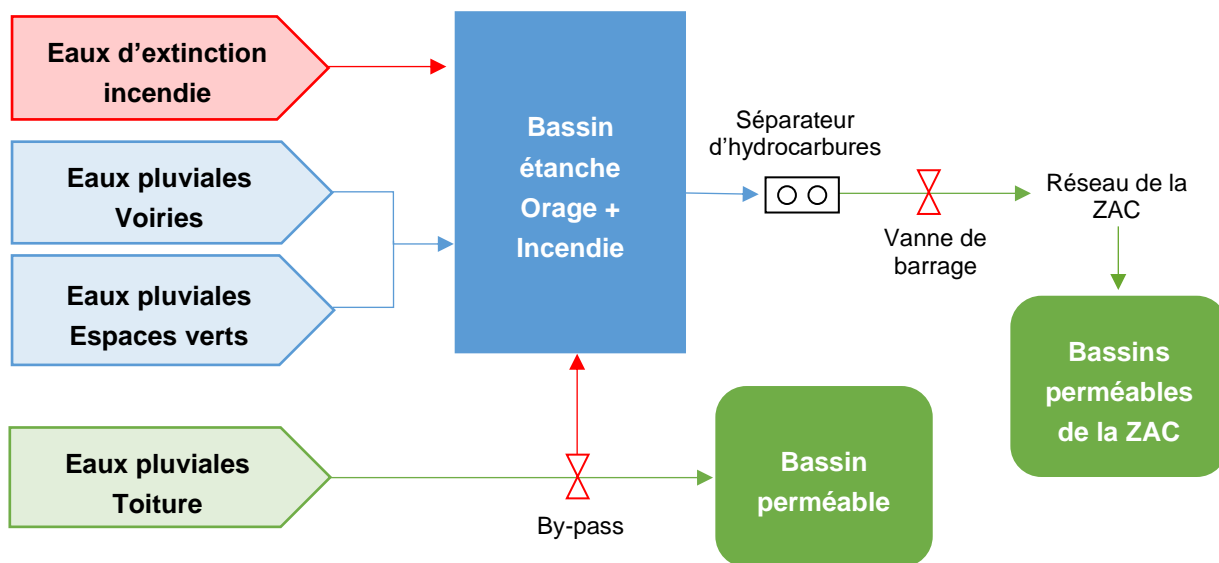 Eaux d’extinction
incendie
Eaux pluviales
Voiries
Eaux pluviales
Espaces verts
Eaux pluviales
Toiture
Bassin
étanche
Orage +
Incendie
Séparateur
d’hydrocarbures
Vanne de
barrage
Réseau de la
ZAC
Bassins
perméables
de la ZAC
By-pass
Bassin
perméable